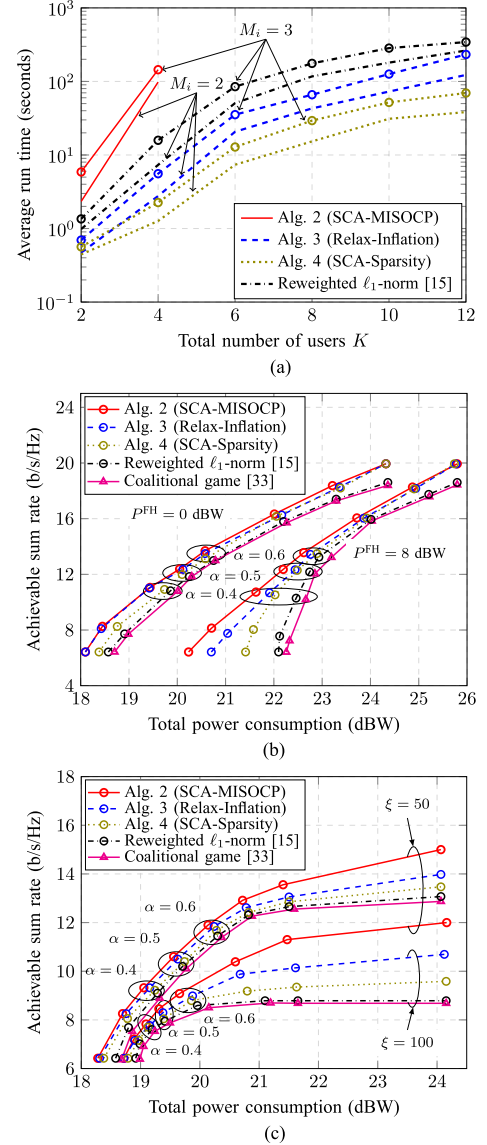 10³
10²
10¹
10⁰
10⁻¹
Average run time (seconds)
M_i = 3
M_i = 2
Alg. 2 (SCA-MISOCP)
Alg. 3 (Relax-Inflation)
Alg. 4 (SCA-Sparsity)
Reweighted ℓ₁-norm [15]
2 4 6 8 10 12
Total number of users K
(a)
24
20
16
12
8
4
Achievable sum rate (b/s/Hz)
Alg. 2 (SCA-MISOCP)
Alg. 3 (Relax-Inflation)
Alg. 4 (SCA-Sparsity)
Reweighted ℓ₁-norm [15]
Coalitional game [33]
P^FH = 0 dBW
P^FH = 8 dBW
α = 0.6
α = 0.5
α = 0.4
18 19 20 21 22 23 24 25 26
Total power consumption (dBW)
(b)
18
16
14
12
10
8
6
Achievable sum rate (b/s/Hz)
Alg. 2 (SCA-MISOCP)
Alg. 3 (Relax-Inflation)
Alg. 4 (SCA-Sparsity)
Reweighted ℓ₁-norm [15]
Coalitional game [33]
ξ = 50
α = 0.6
α = 0.5
α = 0.4
α = 0.6
α = 0.5
α = 0.4
ξ = 100
18 19 20 21 22 23 24
Total power consumption (dBW)
(c)